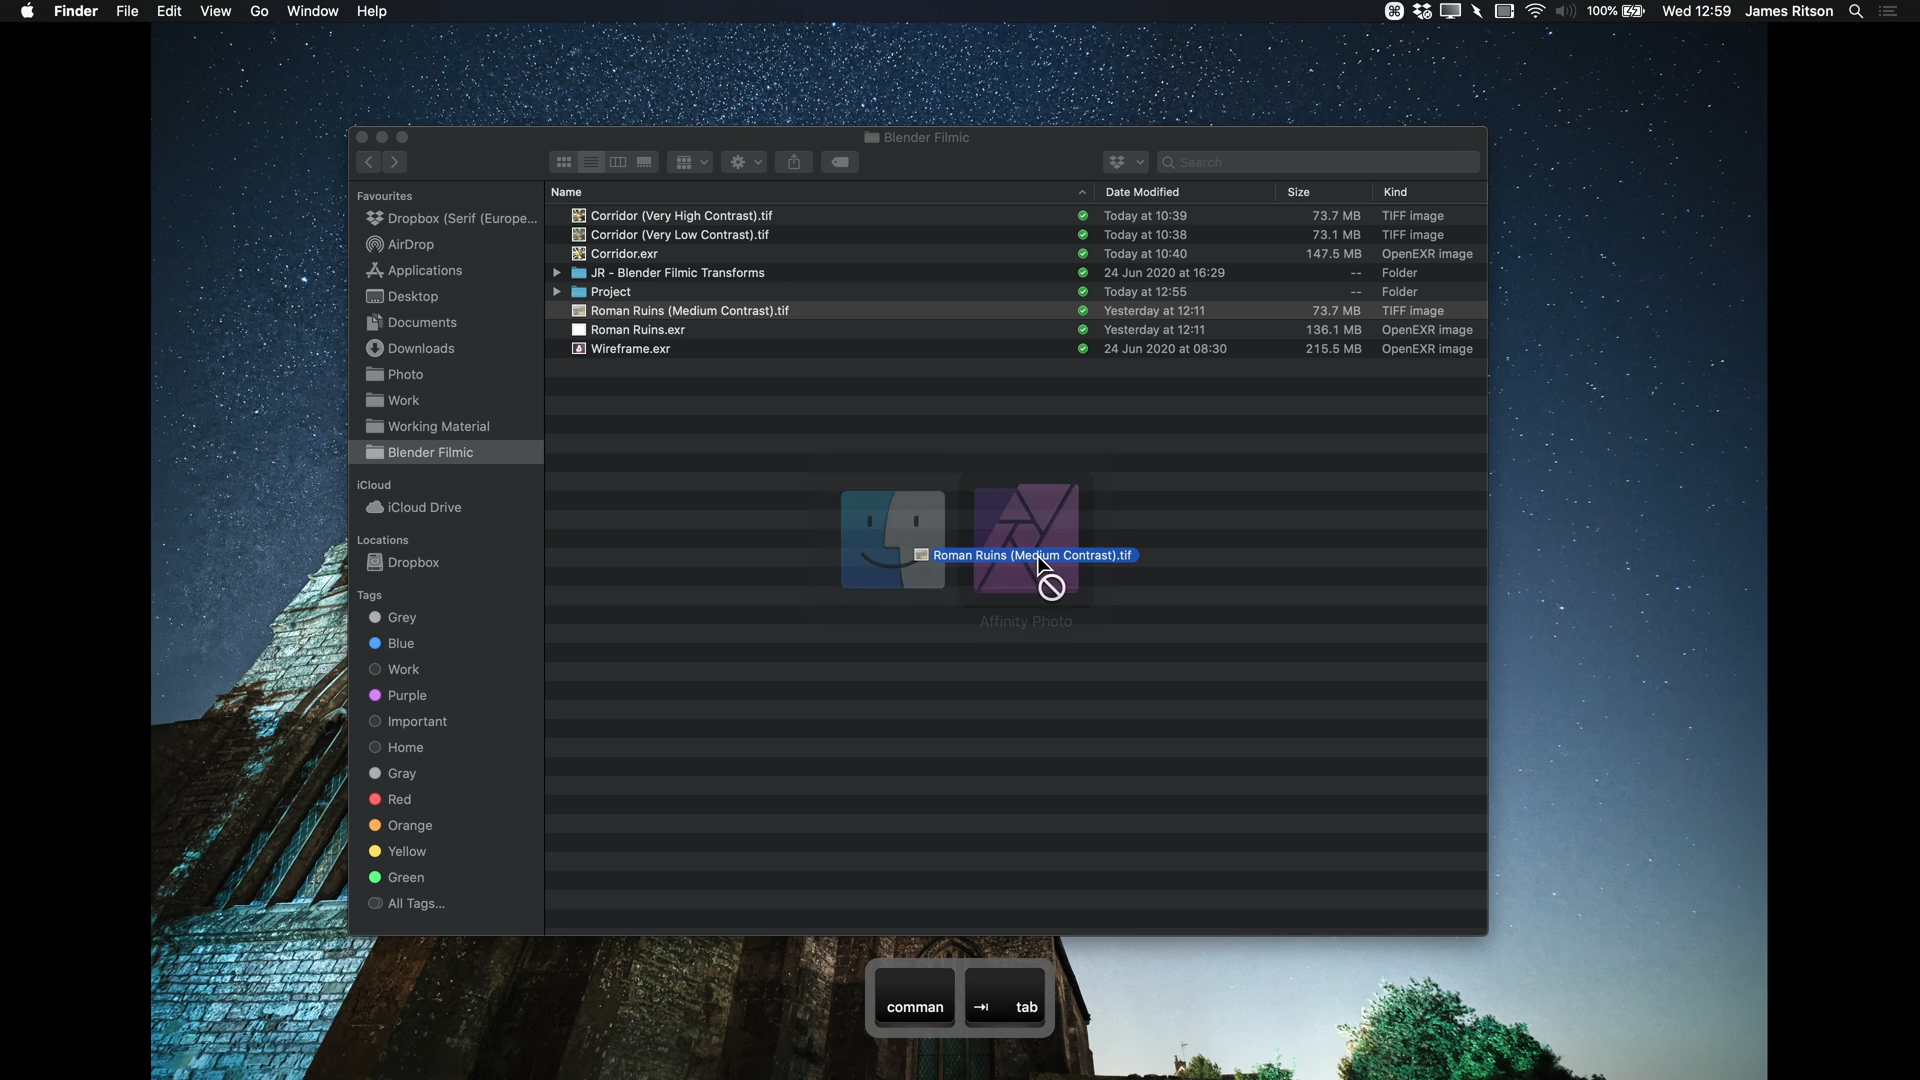 Finder File Edit View Go Window Help
100% Wed 12:59 James Ritson
Blender Filmic
Search
Name Date Modified Size Kind
Favourites
Dropbox (Serif (Europe...
AirDrop
Applications
Desktop
Documents
Downloads
Photo
Work
Working Material
Blender Filmic
iCloud
iCloud Drive
Locations
Dropbox
Tags
Grey
Blue
Work
Purple
Important
Home
Gray
Red
Orange
Yellow
Green
All Tags...
Corridor (Very High Contrast).tif Today at 10:39 73.7 MB TIFF image
Corridor (Very Low Contrast).tif Today at 10:38 73.1 MB TIFF image
Corridor.exr Today at 10:40 147.5 MB OpenEXR image
JR - Blender Filmic Transforms 24 Jun 2020 at 16:29 -- Folder
Project Today at 12:55 -- Folder
Roman Ruins (Medium Contrast).tif Yesterday at 12:11 73.7 MB TIFF image
Roman Ruins.exr Yesterday at 12:11 136.1 MB OpenEXR image
Wireframe.exr 24 Jun 2020 at 08:30 215.5 MB OpenEXR image
Roman Ruins (Medium Contrast).tif
Affinity Photo
comman tab